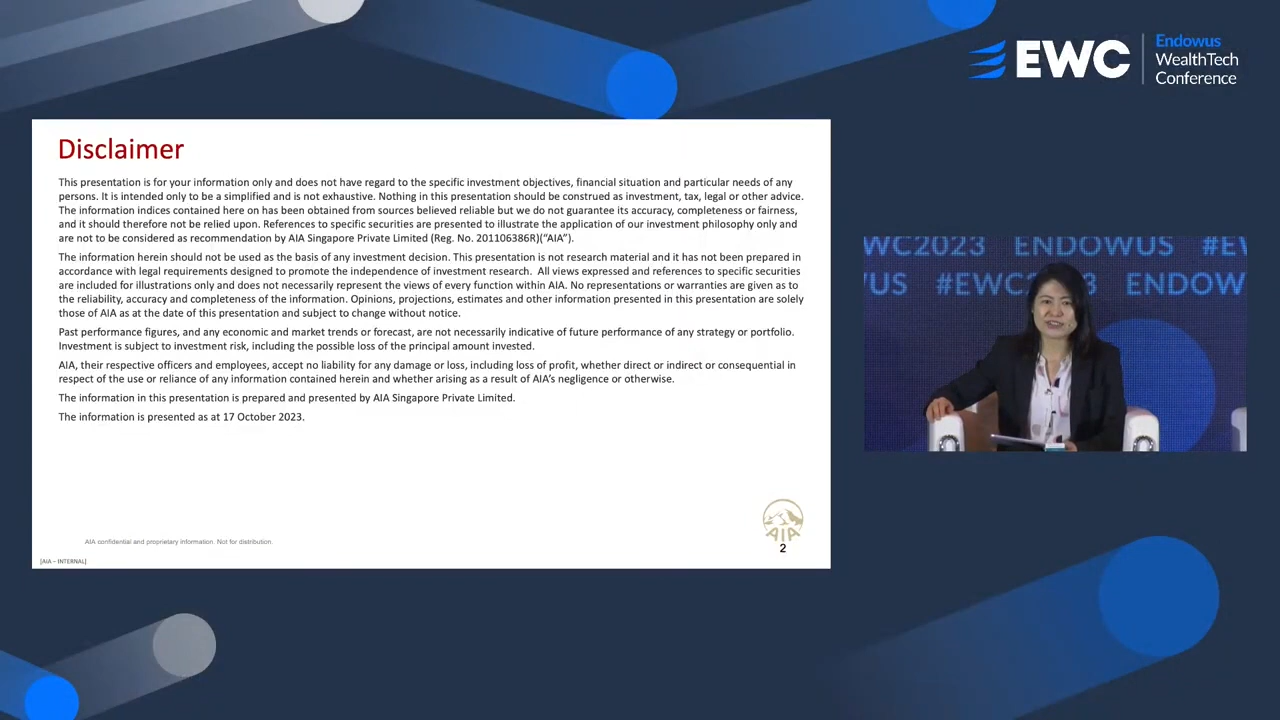 EWC
Endowus
WealthTech
Conference
Disclaimer
This presentation is for your information only and does not have regard to the specific investment objectives, financial situation and particular needs of any
persons. It is intended only to be a simplified and is not exhaustive. Nothing in this presentation should be construed as investment, tax, legal or other advice.
The information indices contained here on has been obtained from sources believed reliable but we do not guarantee its accuracy, completeness or fairness,
and it should therefore not be relied upon. References to specific securities are presented to illustrate the application of our investment philosophy only and
are not to be considered as recommendation by AIA Singapore Private Limited (Reg. No. 201106386R)("AIA").
The information herein should not be used as the basis of any investment decision. This presentation is not research material and it has not been prepared in
accordance with legal requirements designed to promote the independence of investment research. All views expressed and references to specific securities
are included for illustrations only and does not necessarily represent the views of every function within AIA. No representations or warranties are given as to
the reliability, accuracy and completeness of the information. Opinions, projections, estimates and other information presented in this presentation are solely
those of AIA as at the date of this presentation and subject to change without notice.
Past performance figures, and any economic and market trends or forecast, are not necessarily indicative of future performance of any strategy or portfolio.
Investment is subject to investment risk, including the possible loss of the principal amount invested.
AIA, their respective officers and employees, accept no liability for any damage or loss, including loss of profit, whether direct or indirect or consequential in
respect of the use or reliance of any information contained herein and whether arising as a result of AIA's negligence or otherwise.
The information in this presentation is prepared and presented by AIA Singapore Private Limited.
The information is presented as at 17 October 2023.
AIA confidential and proprietary information. Not for distribution.
[AIA – INTERNAL]
AIA
2
WC2023 ENDOWUS #EW
US #EWC2023 ENDOW